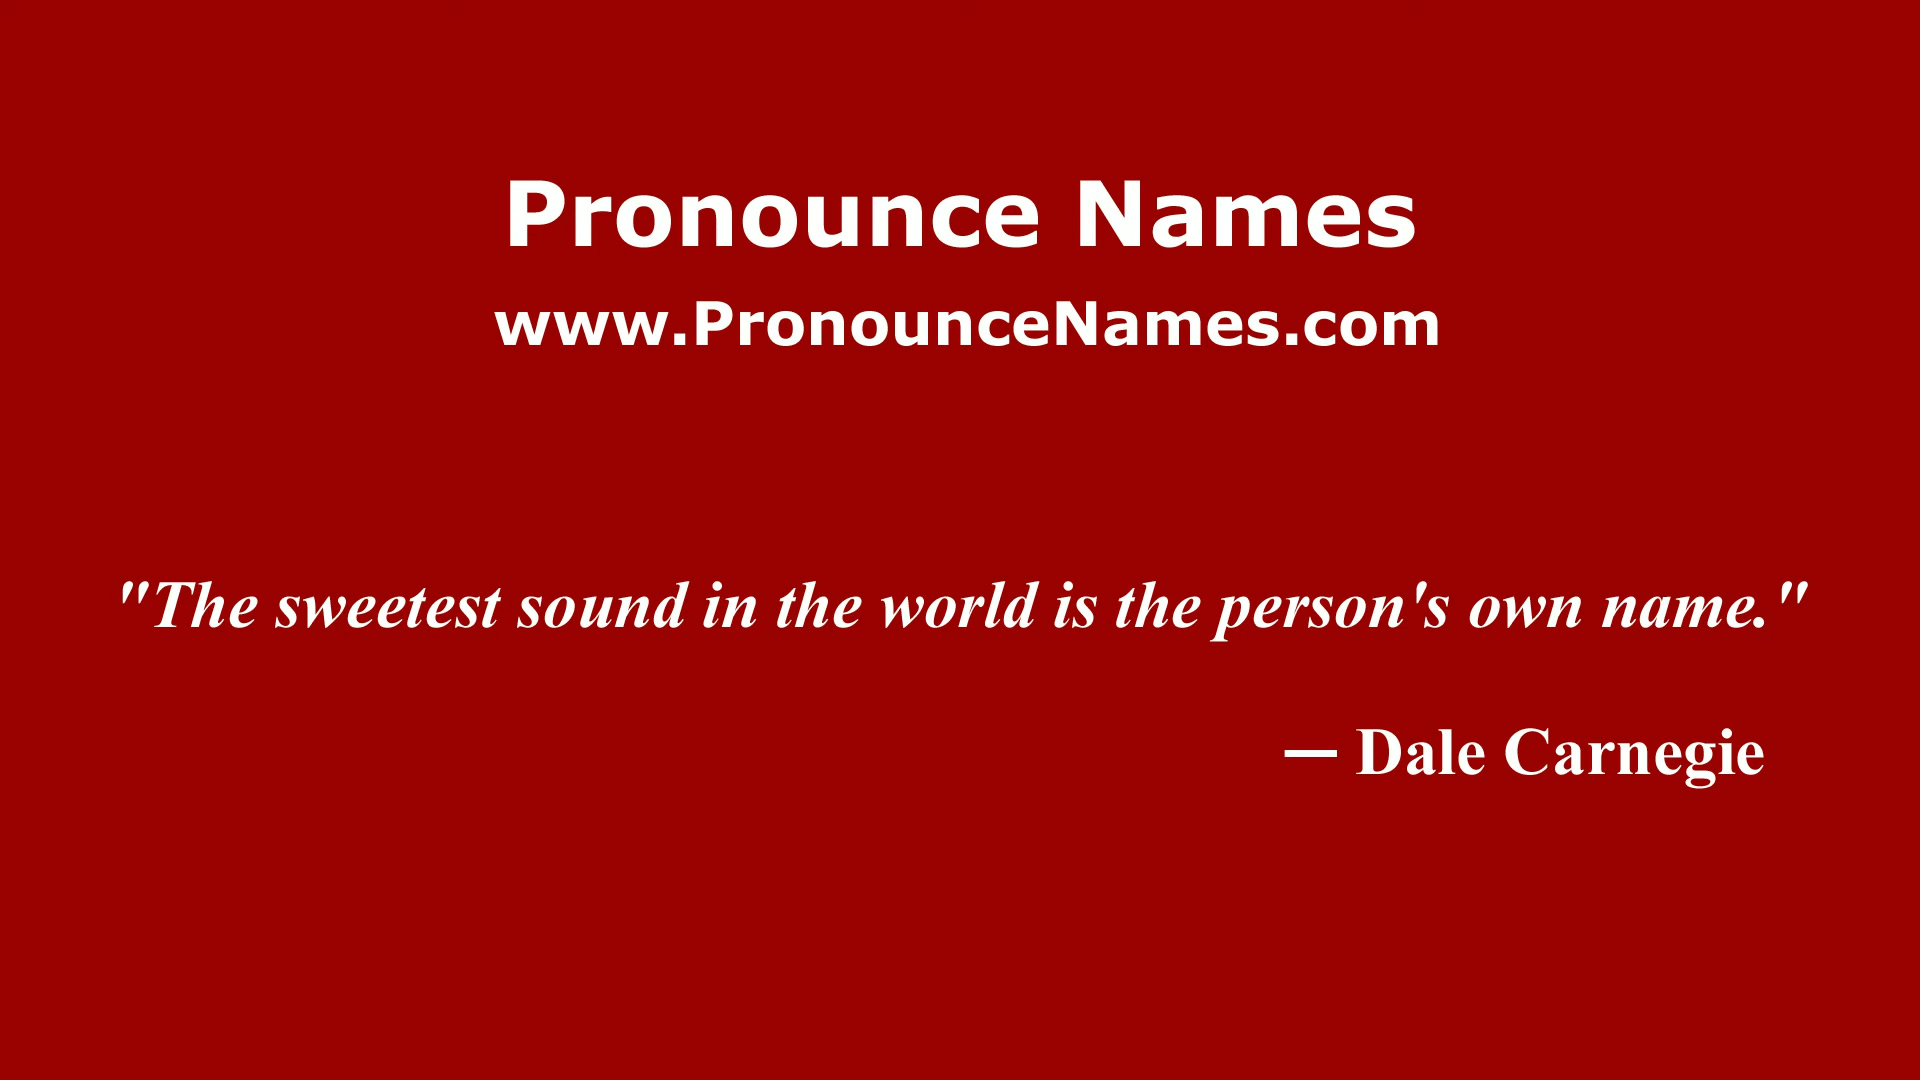 Pronounce Names
www.PronounceNames.com
"The sweetest sound in the world is the person's own name."
— Dale Carnegie